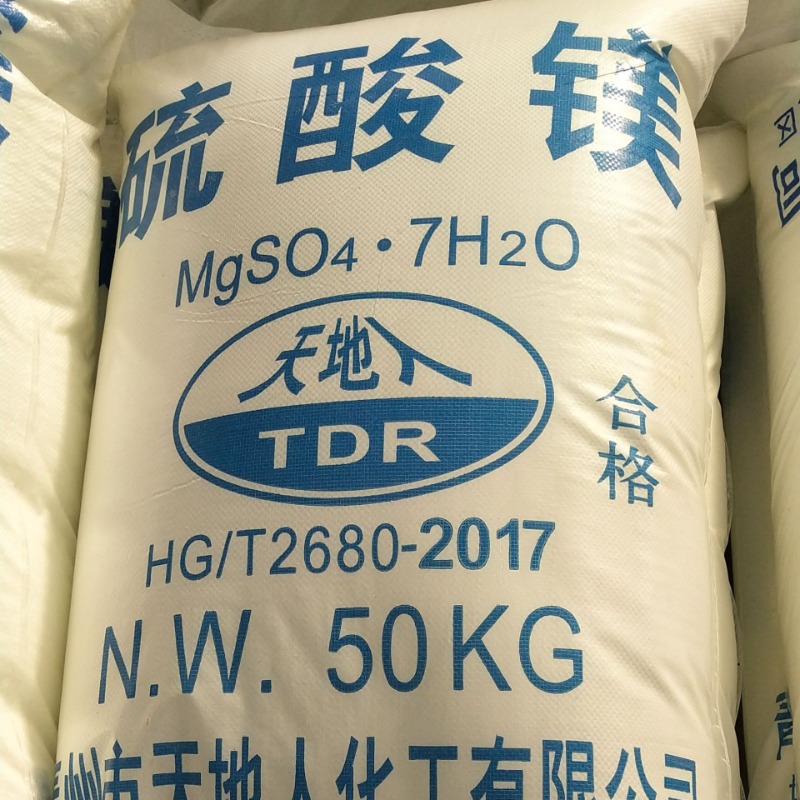 硫酸镁
MgSO4·7H2O
天地人
TDR
合格
HG/T2680-2017
N.W. 50KG
州市天地人化工有限公司